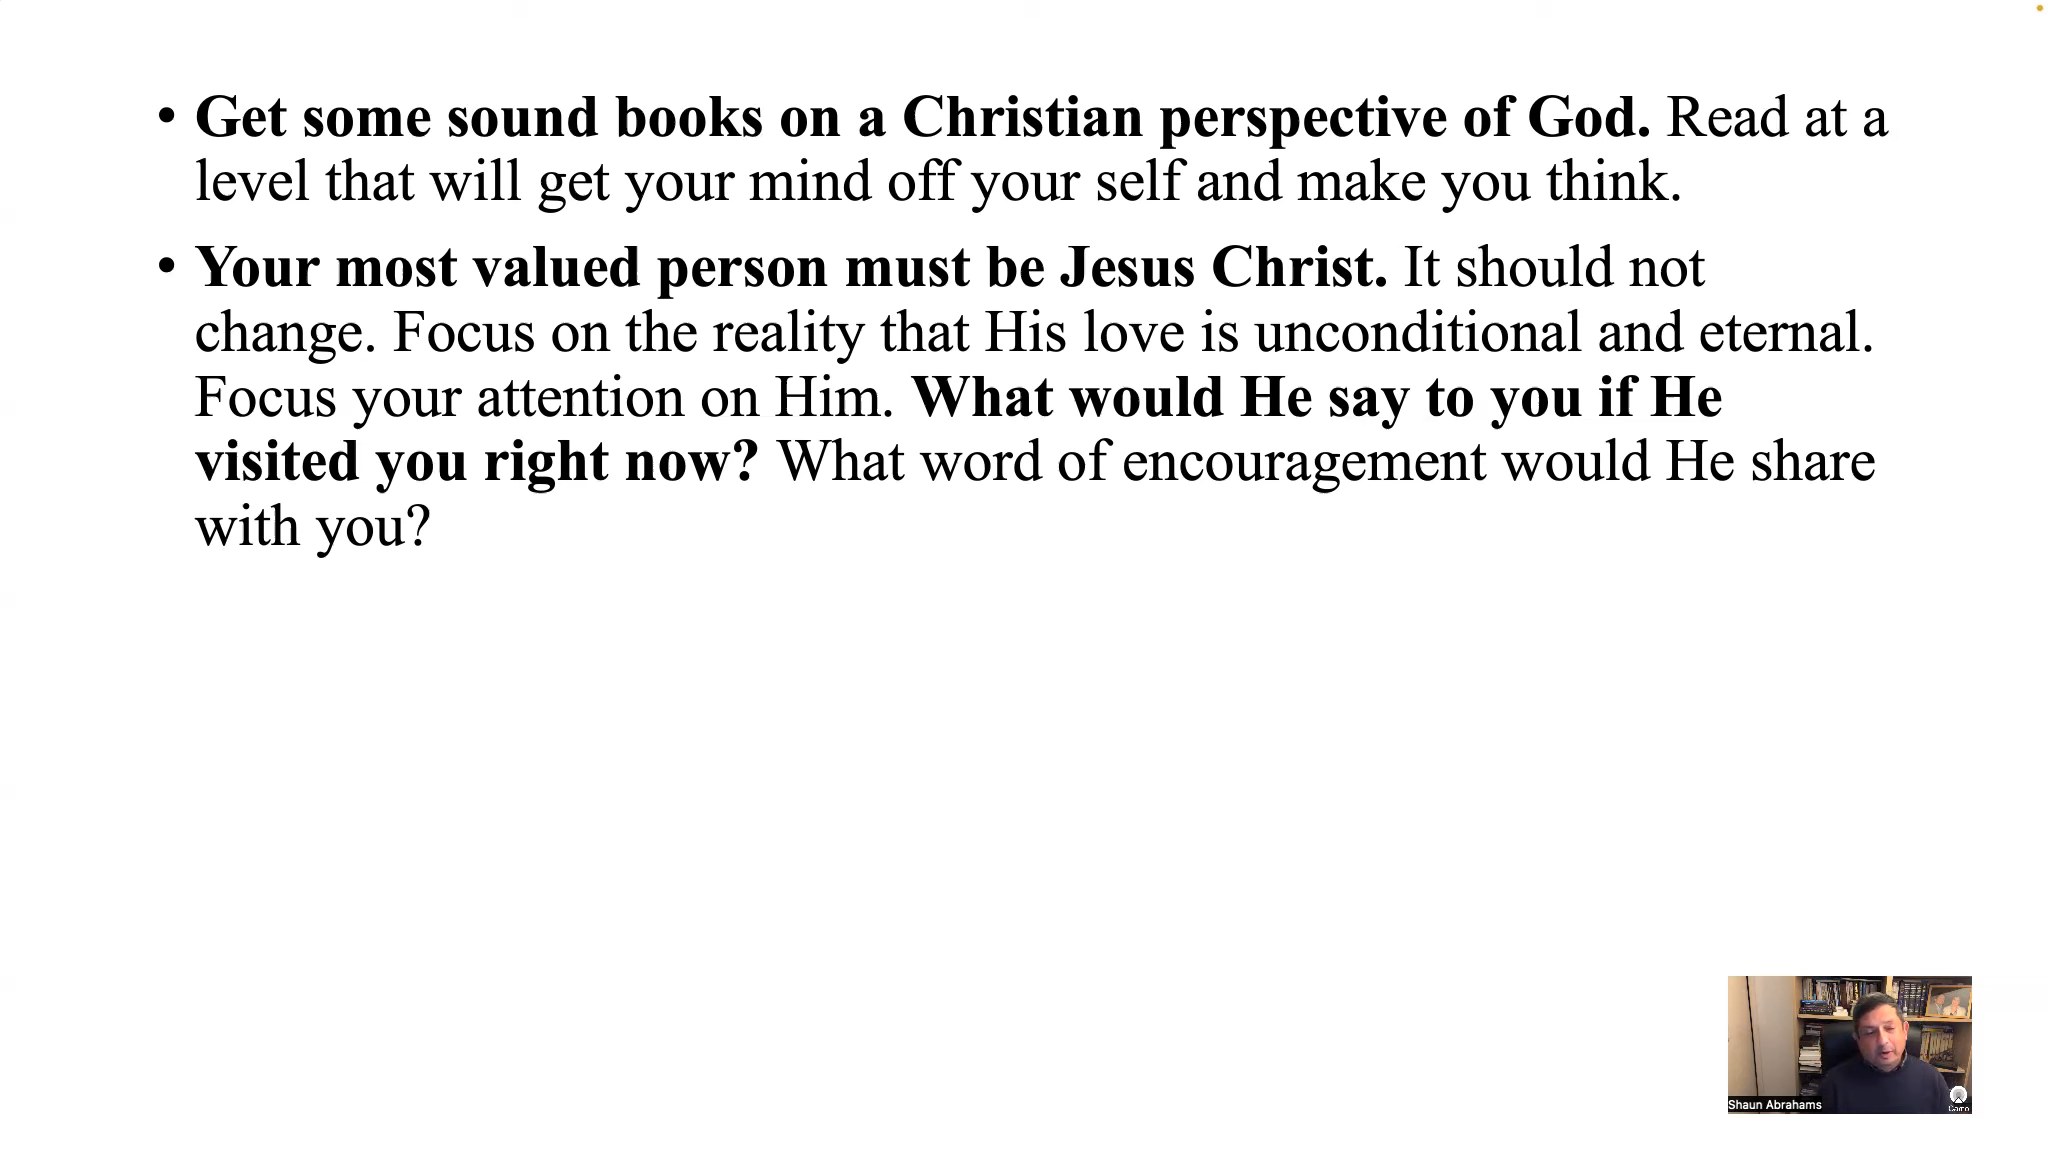 • Get some sound books on a Christian perspective of God. Read at a
level that will get your mind off your self and make you think.
• Your most valued person must be Jesus Christ. It should not
change. Focus on the reality that His love is unconditional and eternal.
Focus your attention on Him. What would He say to you if He
visited you right now? What word of encouragement would He share
with you?
Shaun Abrahams
Camo